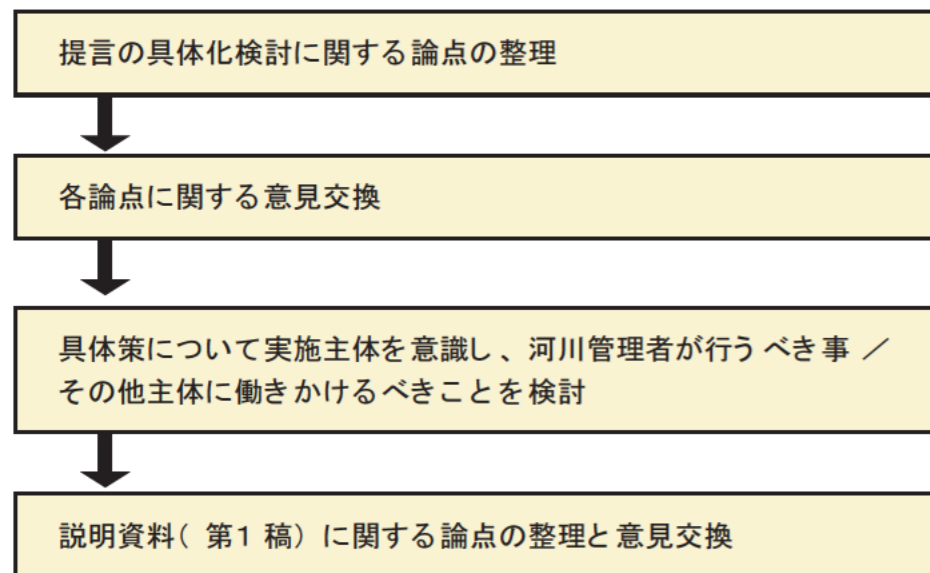 提言の具体化検討に関する論点の整理
各論点に関する意見交換
具体策について実施主体を意識し、河川管理者が行うべき事／
その他主体に働きかけるべきことを検討
説明資料(第1稿)に関する論点の整理と意見交換